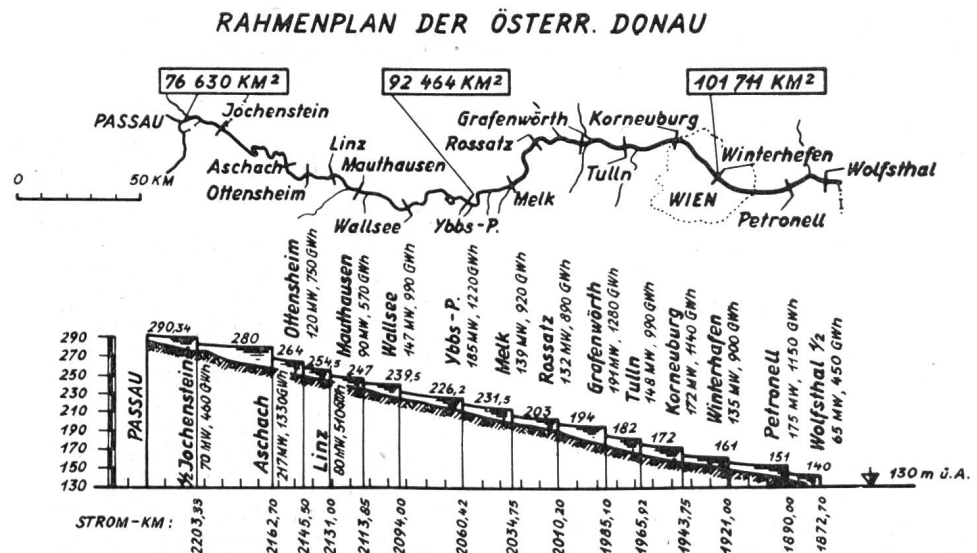 RAHMENPLAN DER ÖSTERR. DONAU
76 630 KM²
92 464 KM²
101 711 KM²
PASSAU
Jochenstein
Aschach
Ottensheim
Linz
Mauthausen
Wallsee
Ybbs-P.
Melk
Rossatz
Grafenwörth
Tulln
Korneuburg
WIEN
Winterhefen
Petronell
Wolfsthal
0 50 KM
290
270
250
230
210
190
170
150
130
PASSAU
½ Jochenstein
70 MW, 460 GWh
Aschach
217 MW, 1330 GWh
Ottensheim
120 MW, 750 GWh
Linz
80 MW, 510 GWh
Mauthausen
90 MW, 570 GWh
Wallsee
147 MW, 990 GWh
Ybbs-P.
185 MW, 1220 GWh
Melk
139 MW, 920 GWh
Rossatz
132 MW, 890 GWh
Grafenwörth
191 MW, 1280 GWh
Tulln
148 MW, 990 GWh
Korneuburg
172 MW, 1140 GWh
Winterhafen
135 MW, 900 GWh
Petronell
175 MW, 1150 GWh
Wolfsthal ½
65 MW, 450 GWh
290,34
280
264
254,5
247
239,5
226,2
231,5
203
194
182
172
161
151
140
130 m ü.A.
STROM-KM:
2203,33
2162,70
2145,50
2131,00
2113,85
2094,00
2060,42
2034,75
2010,20
1985,10
1965,92
1943,75
1921,00
1890,00
1872,70